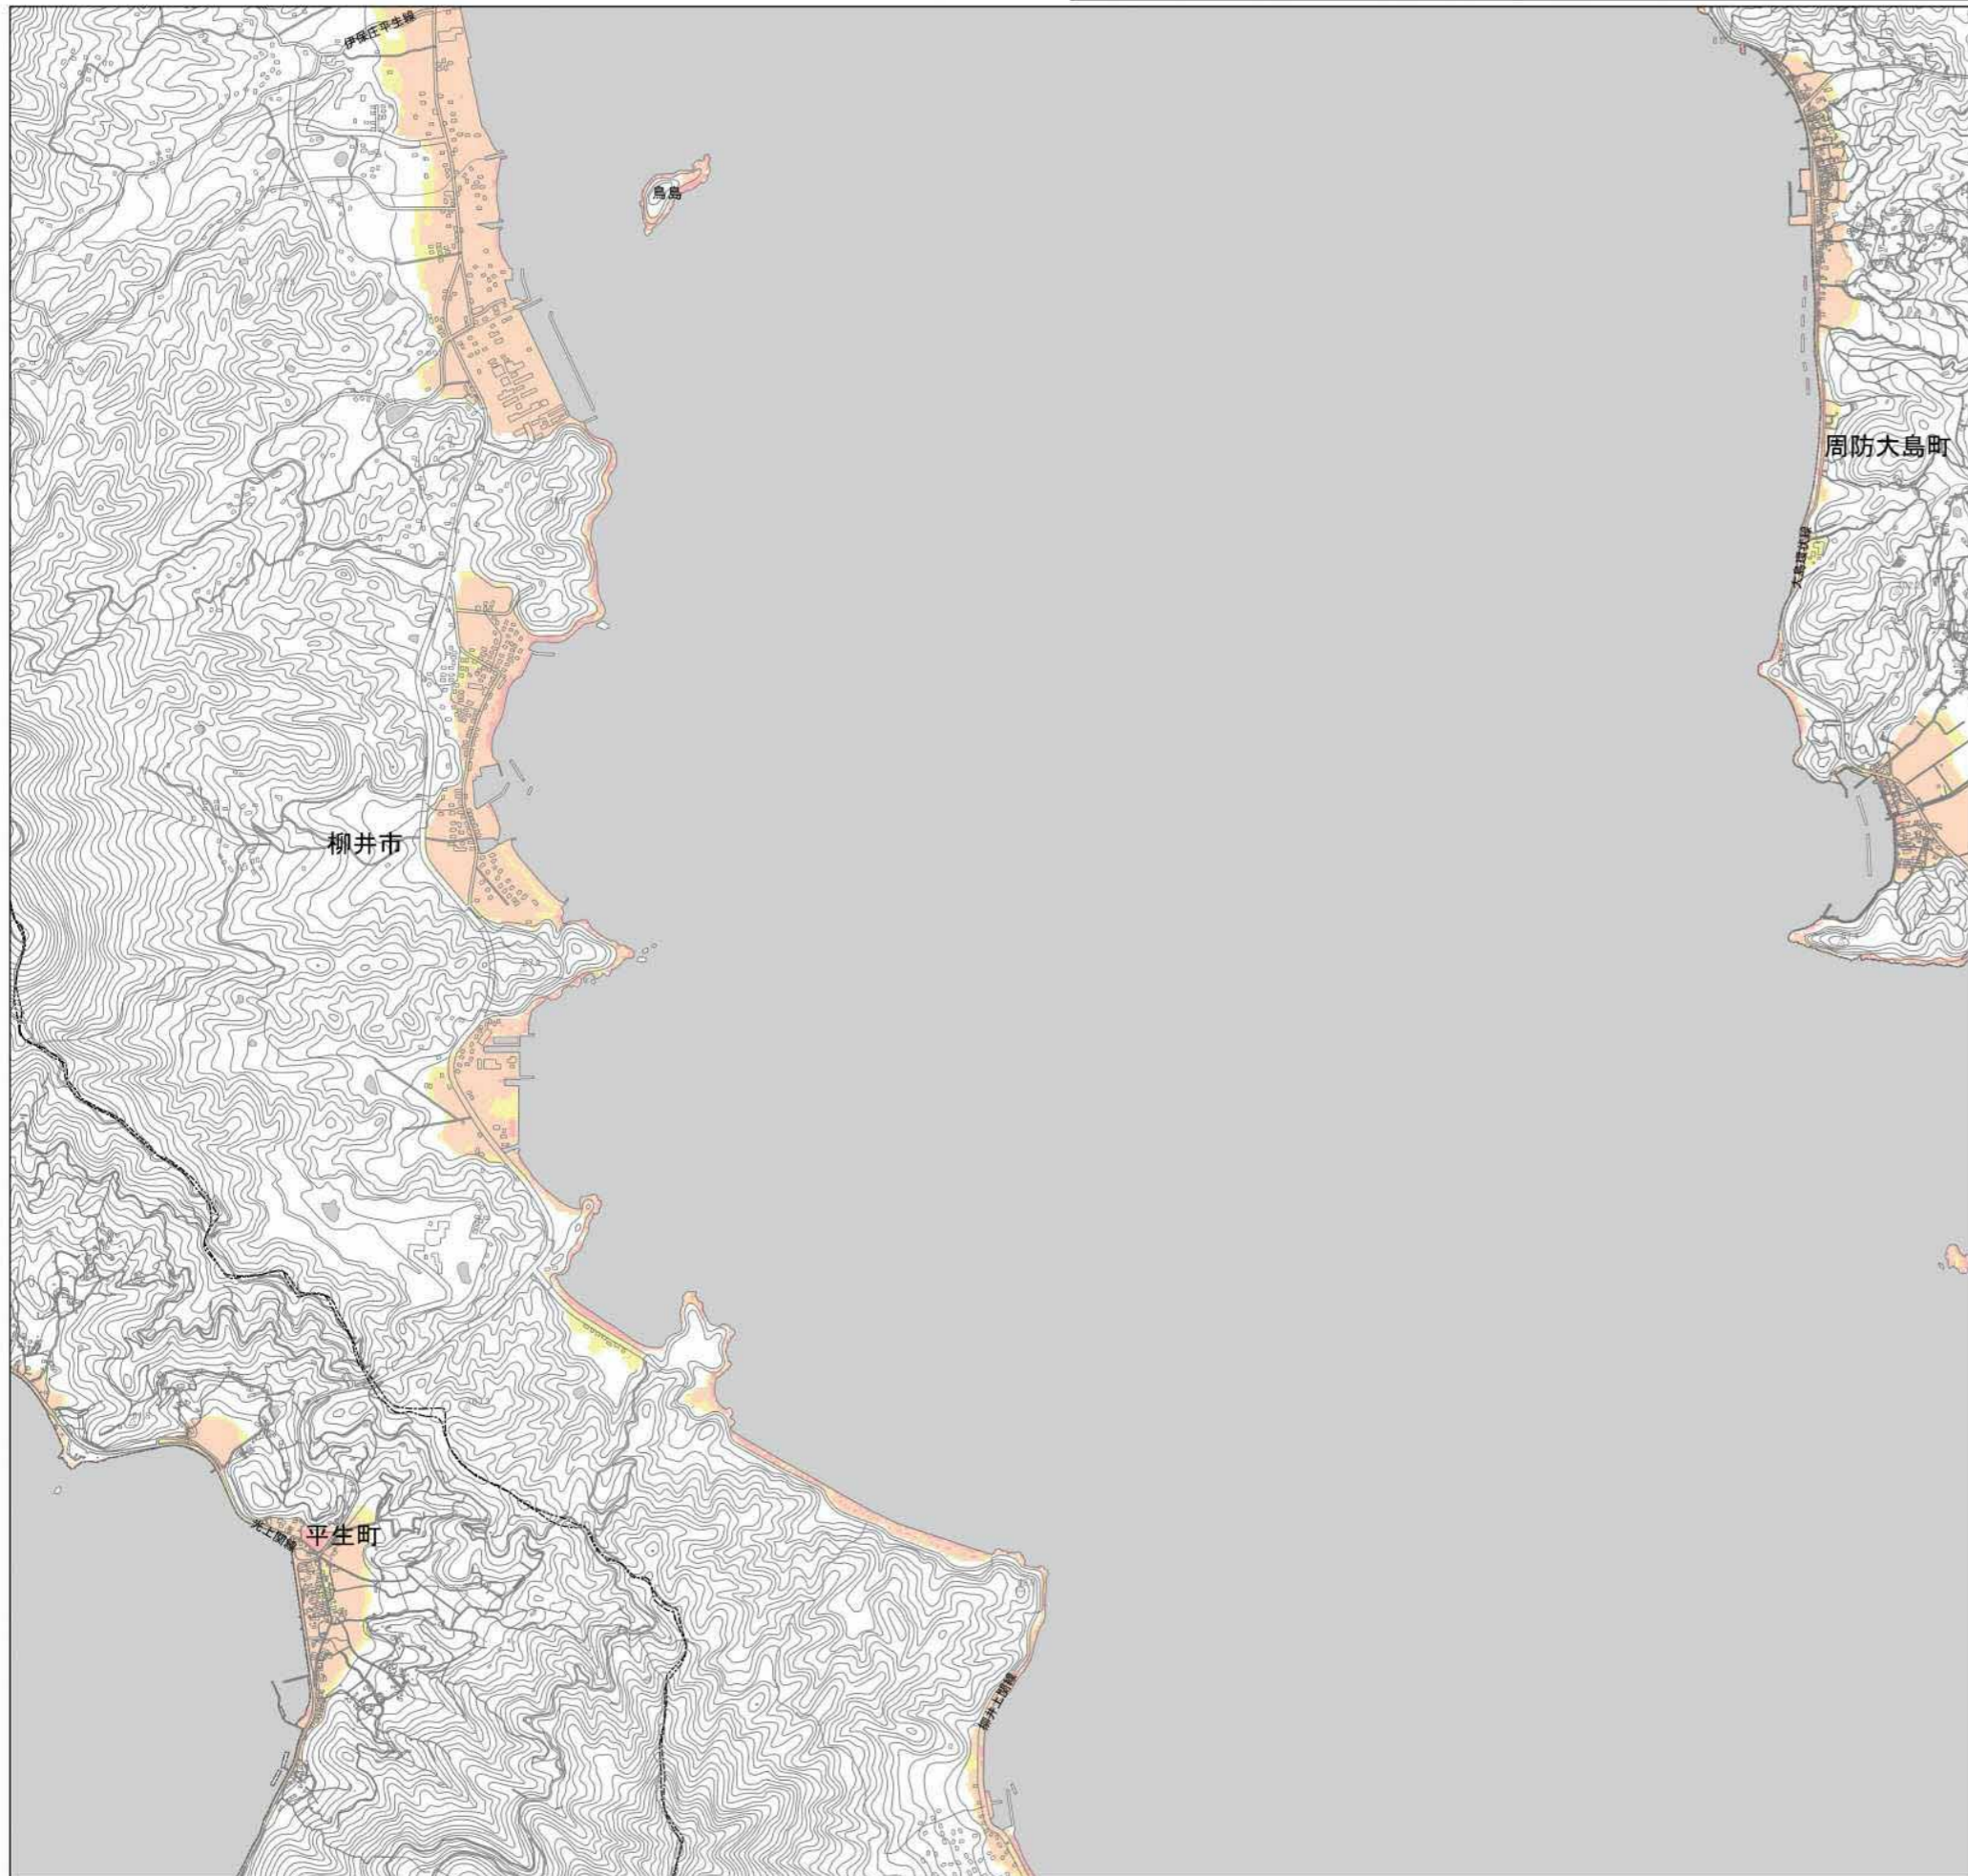 伊保庄平生線
烏島
周防大島町
大島環状線
柳井市
光上関線
平生町
柳井上関線